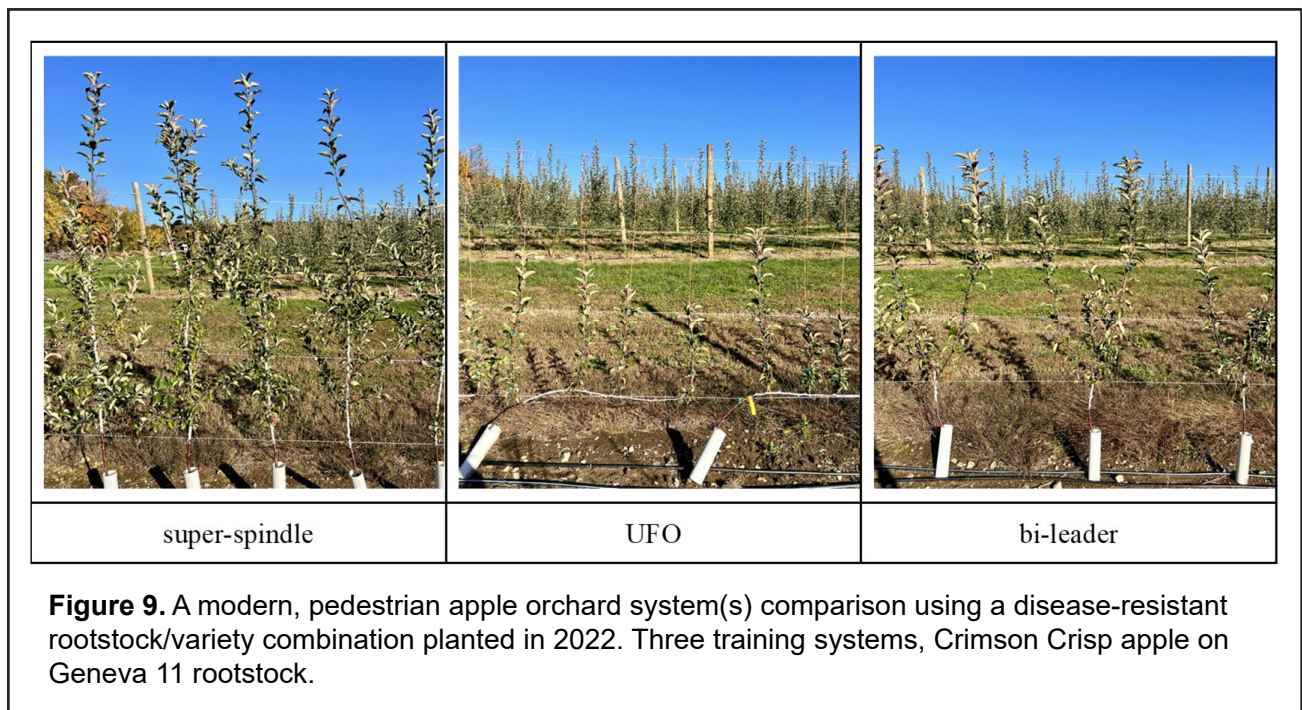 super-spindle
UFO
bi-leader
Figure 9. A modern, pedestrian apple orchard system(s) comparison using a disease-resistant
rootstock/variety combination planted in 2022. Three training systems, Crimson Crisp apple on
Geneva 11 rootstock.